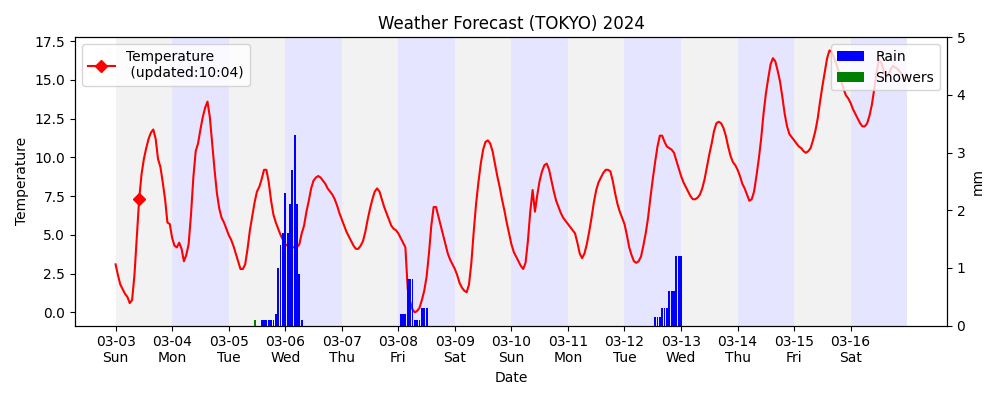 Weather Forecast (TOKYO) 2024
Temperature
(updated:10:04)
Rain
Showers
17.5
15.0
12.5
10.0
7.5
5.0
2.5
0.0
Temperature
5
4
3
2
1
0
mm
03-03 03-04 03-05 03-06 03-07 03-08 03-09 03-10 03-11 03-12 03-13 03-14 03-15 03-16
Sun Mon Tue Wed Thu Fri Sat Sun Mon Tue Wed Thu Fri Sat
Date